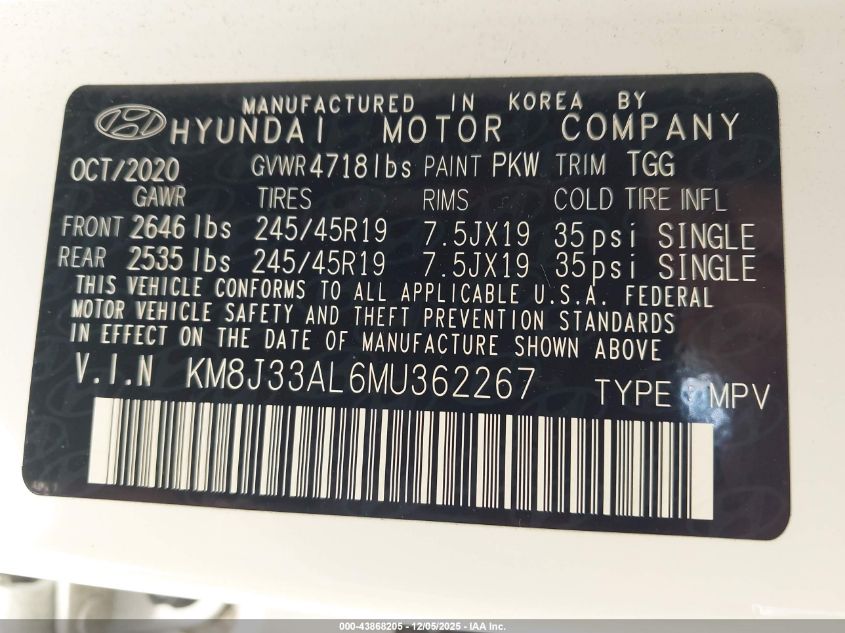 MANUFACTURED IN KOREA BY
HYUNDAI MOTOR COMPANY
OCT/2020 GVWR 4718lbs PAINT PKW TRIM TGG
GAWR TIRES RIMS COLD TIRE INFL
FRONT 2646 lbs 245/45R19 7.5JX19 35psi SINGLE
REAR 2535 lbs 245/45R19 7.5JX19 35psi SINGLE
THIS VEHICLE CONFORMS TO ALL APPLICABLE U.S.A. FEDERAL
MOTOR VEHICLE SAFETY AND THEFT PREVENTION STANDARDS
IN EFFECT ON THE DATE OF MANUFACTURE SHOWN ABOVE
V.I.N KM8J33AL6MU362267 TYPE : MPV
000-43868205 - 12/05/2025 - IAA Inc.